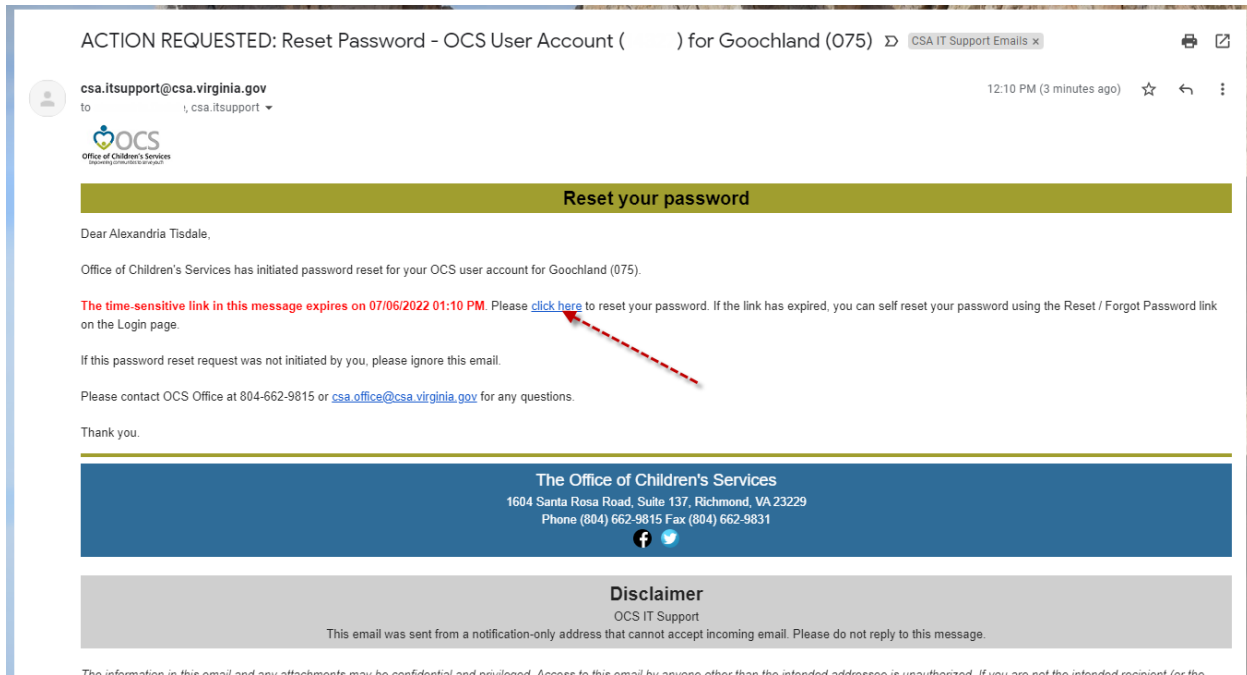 ACTION REQUESTED: Reset Password - OCS User Account ( ) for Goochland (075) CSA IT Support Emails x
csa.itsupport@csa.virginia.gov 12:10 PM (3 minutes ago)
to , csa.itsupport
OCS
Office of Children's Services
Empowering communities to serve youth
Reset your password
Dear Alexandria Tisdale,
Office of Children's Services has initiated password reset for your OCS user account for Goochland (075).
The time-sensitive link in this message expires on 07/06/2022 01:10 PM. Please click here to reset your password. If the link has expired, you can self reset your password using the Reset / Forgot Password link
on the Login page.
If this password reset request was not initiated by you, please ignore this email.
Please contact OCS Office at 804-662-9815 or csa.office@csa.virginia.gov for any questions.
Thank you.
The Office of Children's Services
1604 Santa Rosa Road, Suite 137, Richmond, VA 23229
Phone (804) 662-9815 Fax (804) 662-9831
Disclaimer
OCS IT Support
This email was sent from a notification-only address that cannot accept incoming email. Please do not reply to this message.
The information in this email and any attachments may be confidential and privileged. Access to this email by anyone other than the intended addressee is unauthorized. If you are not the intended recipient (or the